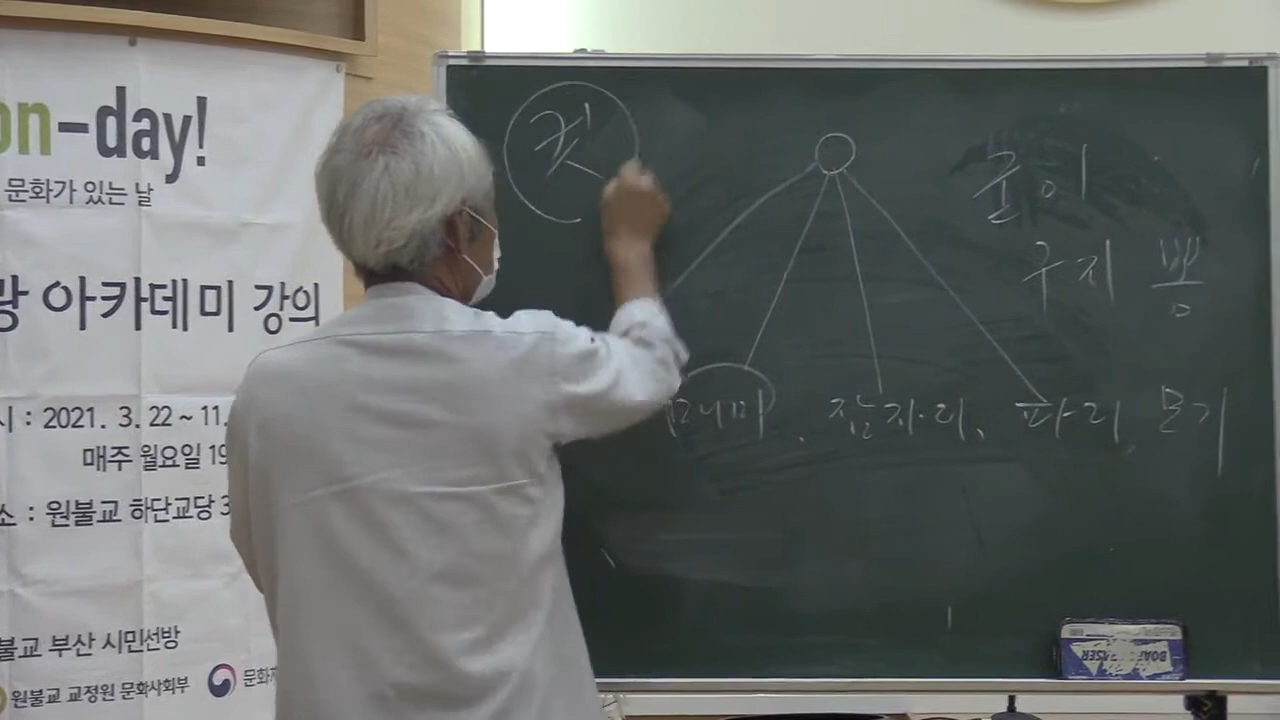 on-day!
문화가 있는 날
랑 아카데미 강의
시 : 2021. 3. 22 ~ 11.
매주 월요일 19
소 : 원불교 하단교당 3
불교 부산 시민선방
원불교 교정원 문화사회부
문화
굼이
구지 뽕
매미, 잠자리, 파리, 모기